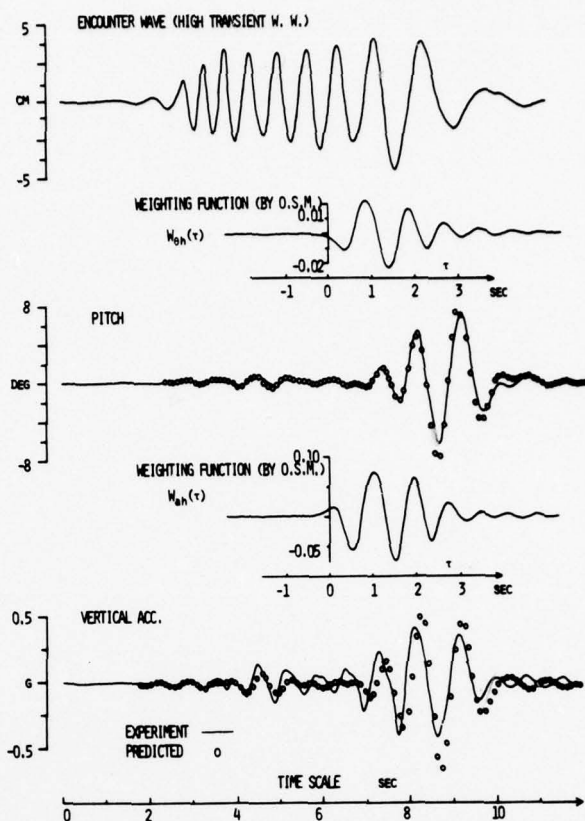 ENCOUNTER WAVE (HIGH TRANSIENT W. W.)
5
CM
-5
WEIGHTING FUNCTION (BY O.S.M.)
0.01
Wθh(τ)
-0.02
τ
-1 0 1 2 3 SEC
8
PITCH
DEG
-8
WEIGHTING FUNCTION (BY O.S.M.)
0.10
Wah(τ)
-0.05
τ
-1 0 1 2 3 SEC
VERTICAL ACC.
0.5
G
-0.5
EXPERIMENT —
PREDICTED o
TIME SCALE SEC
0 2 4 6 8 10 12